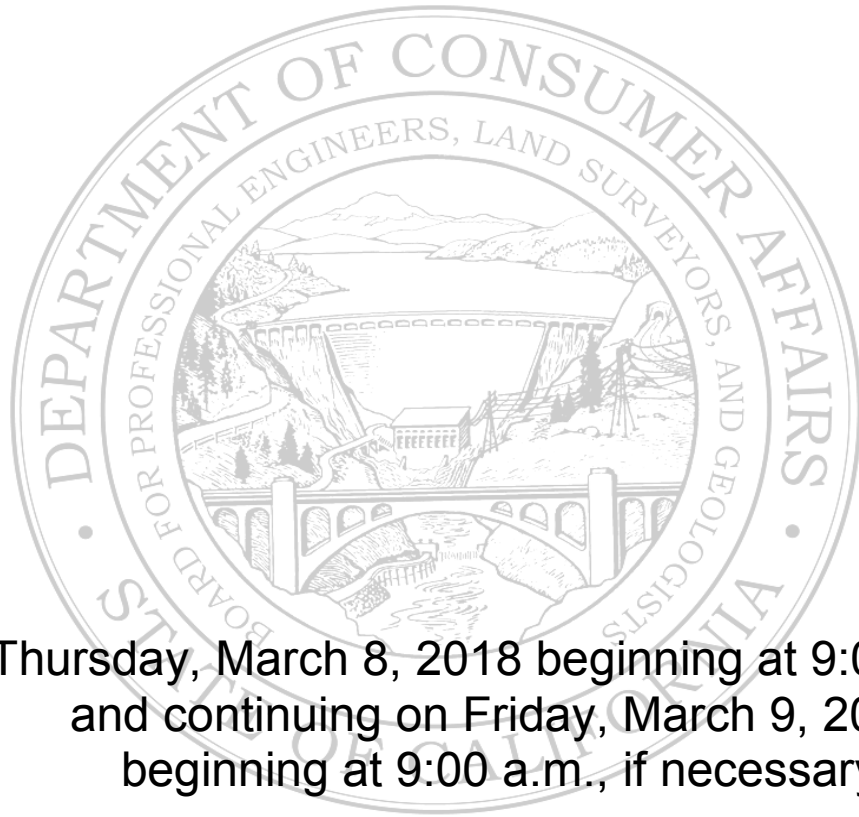 DEPARTMENT OF CONSUMER AFFAIRS
BOARD FOR PROFESSIONAL ENGINEERS, LAND SURVEYORS, AND GEOLOGISTS
STATE OF CALIFORNIA
Thursday, March 8, 2018 beginning at 9:0
and continuing on Friday, March 9, 20
beginning at 9:00 a.m., if necessary